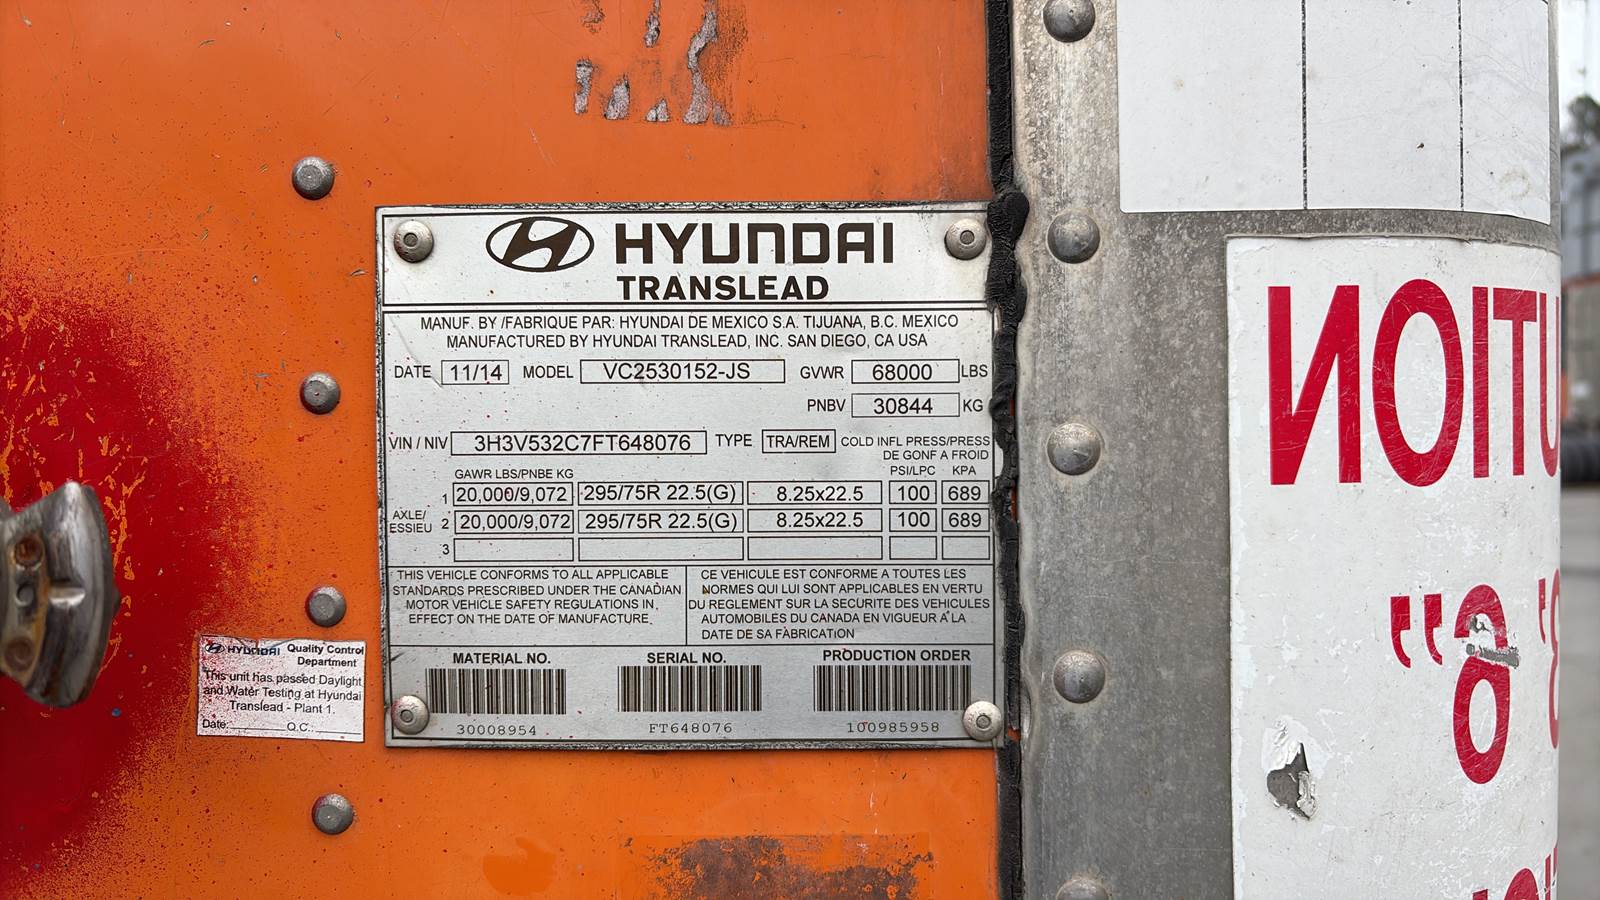 HYUNDAI
TRANSLEAD
MANUF. BY /FABRIQUE PAR: HYUNDAI DE MEXICO S.A. TIJUANA, B.C. MEXICO
MANUFACTURED BY HYUNDAI TRANSLEAD, INC. SAN DIEGO, CA USA
DATE 11/14 MODEL VC2530152-JS GVWR 68000 LBS
PNBV 30844 KG
VIN / NIV 3H3V532C7FT648076 TYPE TRA/REM COLD INFL PRESS/PRESS
DE GONF A FROID
GAWR LBS/PNBE KG PSI/LPC KPA
AXLE/
ESSIEU
1 20,000/9,072 295/75R 22.5(G) 8.25x22.5 100 689
2 20,000/9,072 295/75R 22.5(G) 8.25x22.5 100 689
3
THIS VEHICLE CONFORMS TO ALL APPLICABLE
STANDARDS PRESCRIBED UNDER THE CANADIAN
MOTOR VEHICLE SAFETY REGULATIONS IN
EFFECT ON THE DATE OF MANUFACTURE.
CE VEHICULE EST CONFORME A TOUTES LES
NORMES QUI LUI SONT APPLICABLES EN VERTU
DU REGLEMENT SUR LA SECURITE DES VEHICULES
AUTOMOBILES DU CANADA EN VIGUEUR A LA
DATE DE SA FABRICATION
MATERIAL NO. SERIAL NO. PRODUCTION ORDER
30008954 FT648076 100985958
HYUNDAI Quality Control
Department
This unit has passed Daylight
and Water Testing at Hyundai
Translead - Plant 1.
Date: Q.C.:
UTION
6"